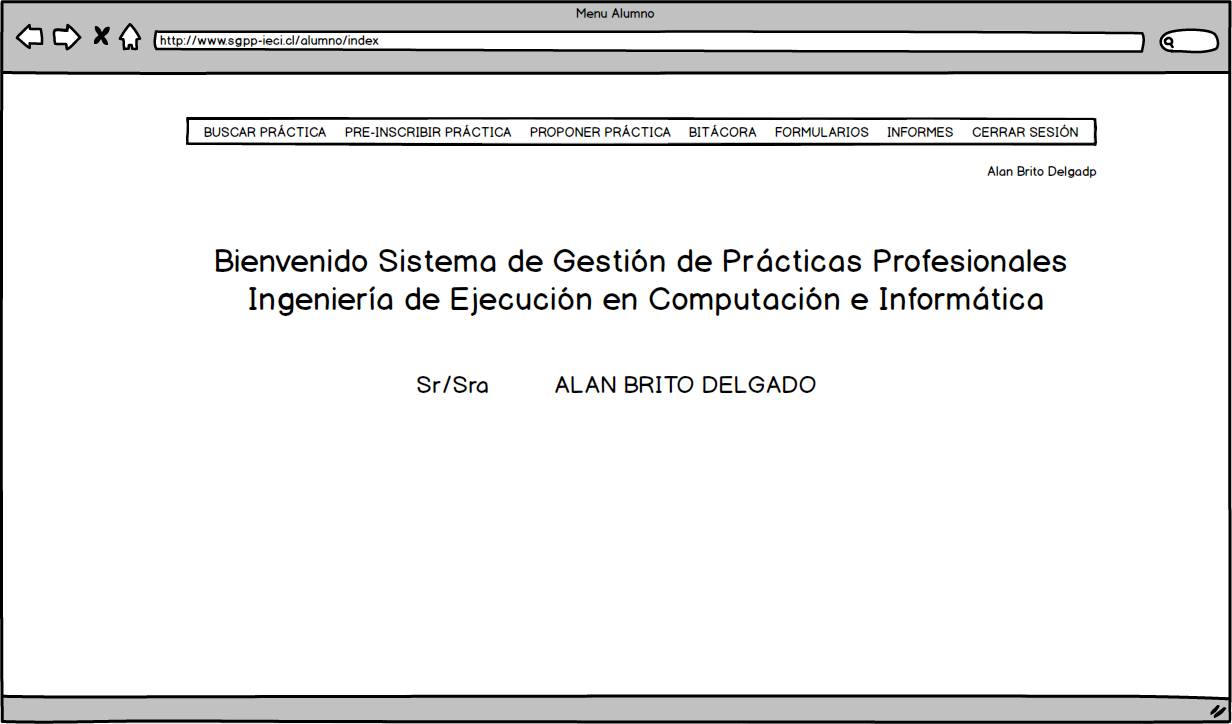 Menu Alumno
http://www.sgpp-ieci.cl/alumno/index
BUSCAR PRÁCTICA PRE-INSCRIBIR PRÁCTICA PROPONER PRÁCTICA BITÁCORA FORMULARIOS INFORMES CERRAR SESIÓN
Alan Brito Delgadp
Bienvenido Sistema de Gestión de Prácticas Profesionales
Ingeniería de Ejecución en Computación e Informática
Sr/Sra ALAN BRITO DELGADO